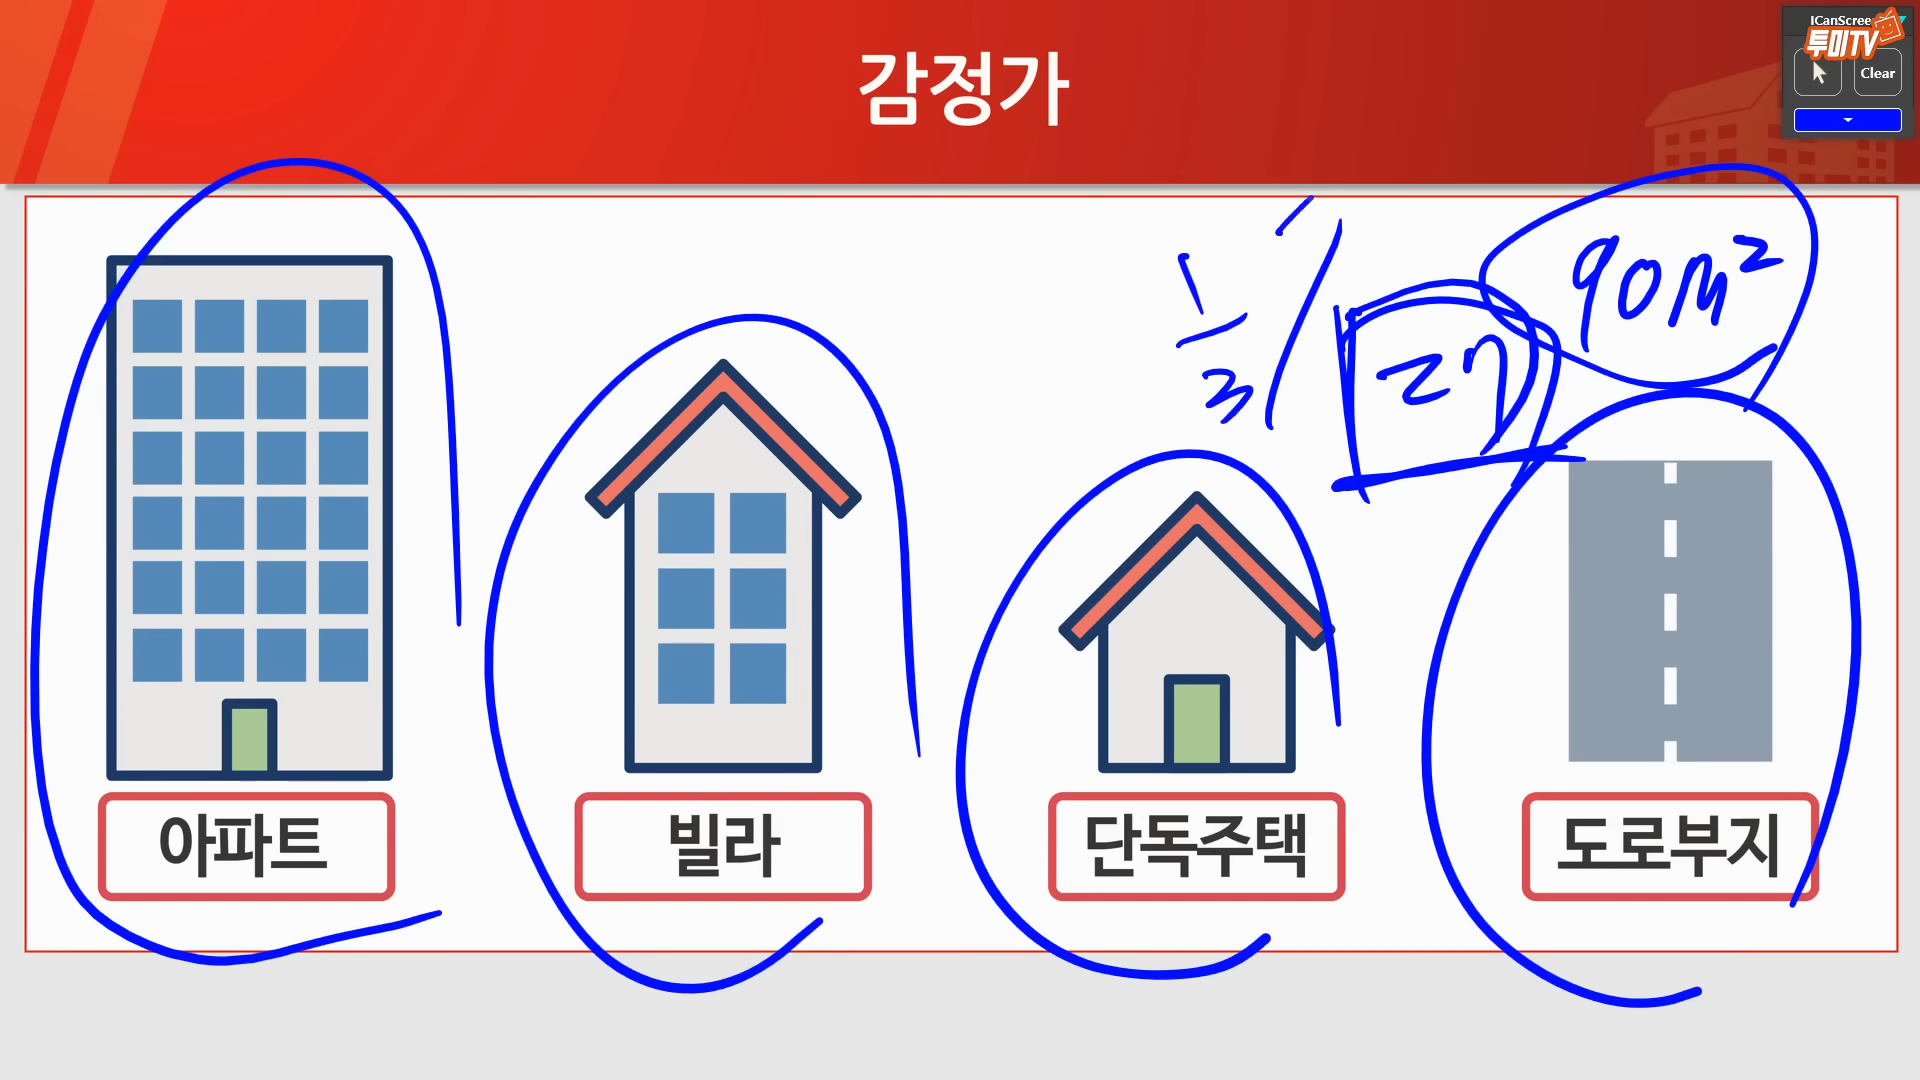 감정가
ICanScree
투미TV
Clear
90M²
1/3
아파트
빌라
단독주택
도로부지